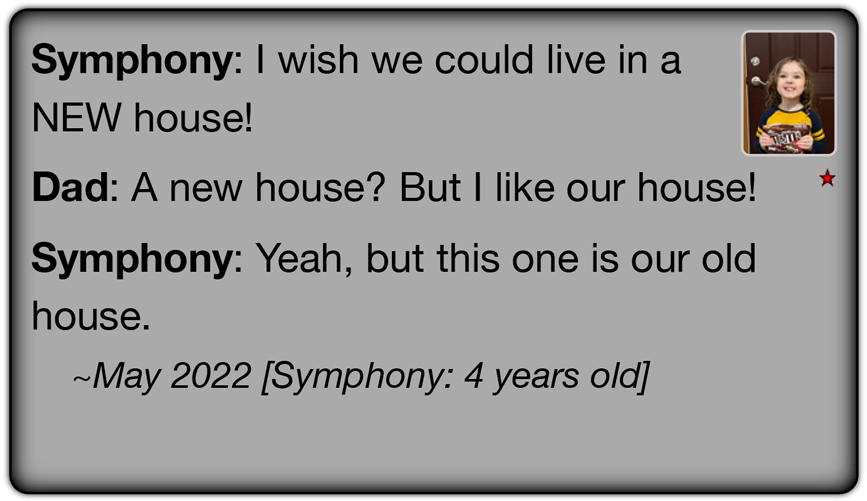 Symphony: I wish we could live in a
NEW house!
Dad: A new house? But I like our house!
Symphony: Yeah, but this one is our old
house.
~May 2022 [Symphony: 4 years old]